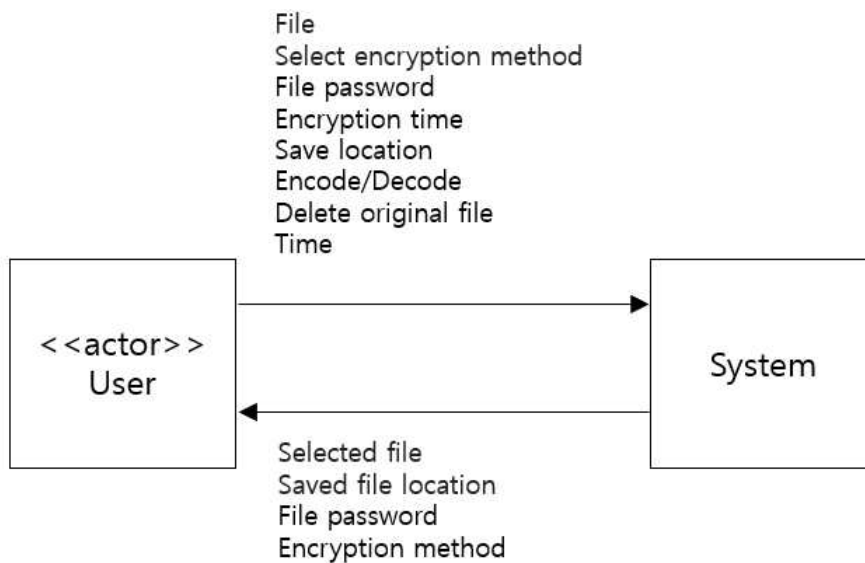 File
Select encryption method
File password
Encryption time
Save location
Encode/Decode
Delete original file
Time
<<actor>>
User
System
Selected file
Saved file location
File password
Encryption method